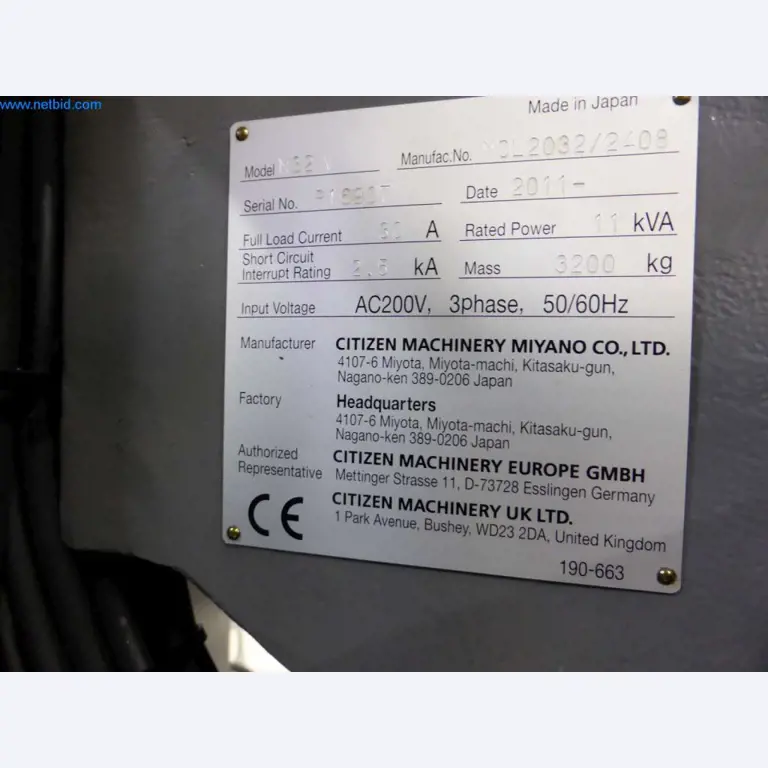 www.netbid.com
Made in Japan
Model
Manufac.No.
Serial No.
Date 2011-
Full Load Current A
Rated Power 11 kVA
Short Circuit
Interrupt Rating 2.5 kA
Mass 3200 kg
Input Voltage AC200V, 3phase, 50/60Hz
Manufacturer CITIZEN MACHINERY MIYANO CO.,LTD.
4107-6 Miyota, Miyota-machi, Kitasaku-gun,
Nagano-ken 389-0206 Japan
Factory Headquarters
4107-6 Miyota, Miyota-machi, Kitasaku-gun,
Nagano-ken 389-0206 Japan
Authorized
Representative CITIZEN MACHINERY EUROPE GMBH
Mettinger Strasse 11, D-73728 Esslingen Germany
CE CITIZEN MACHINERY UK LTD.
1 Park Avenue, Bushey, WD23 2DA, United Kingdom
190-663